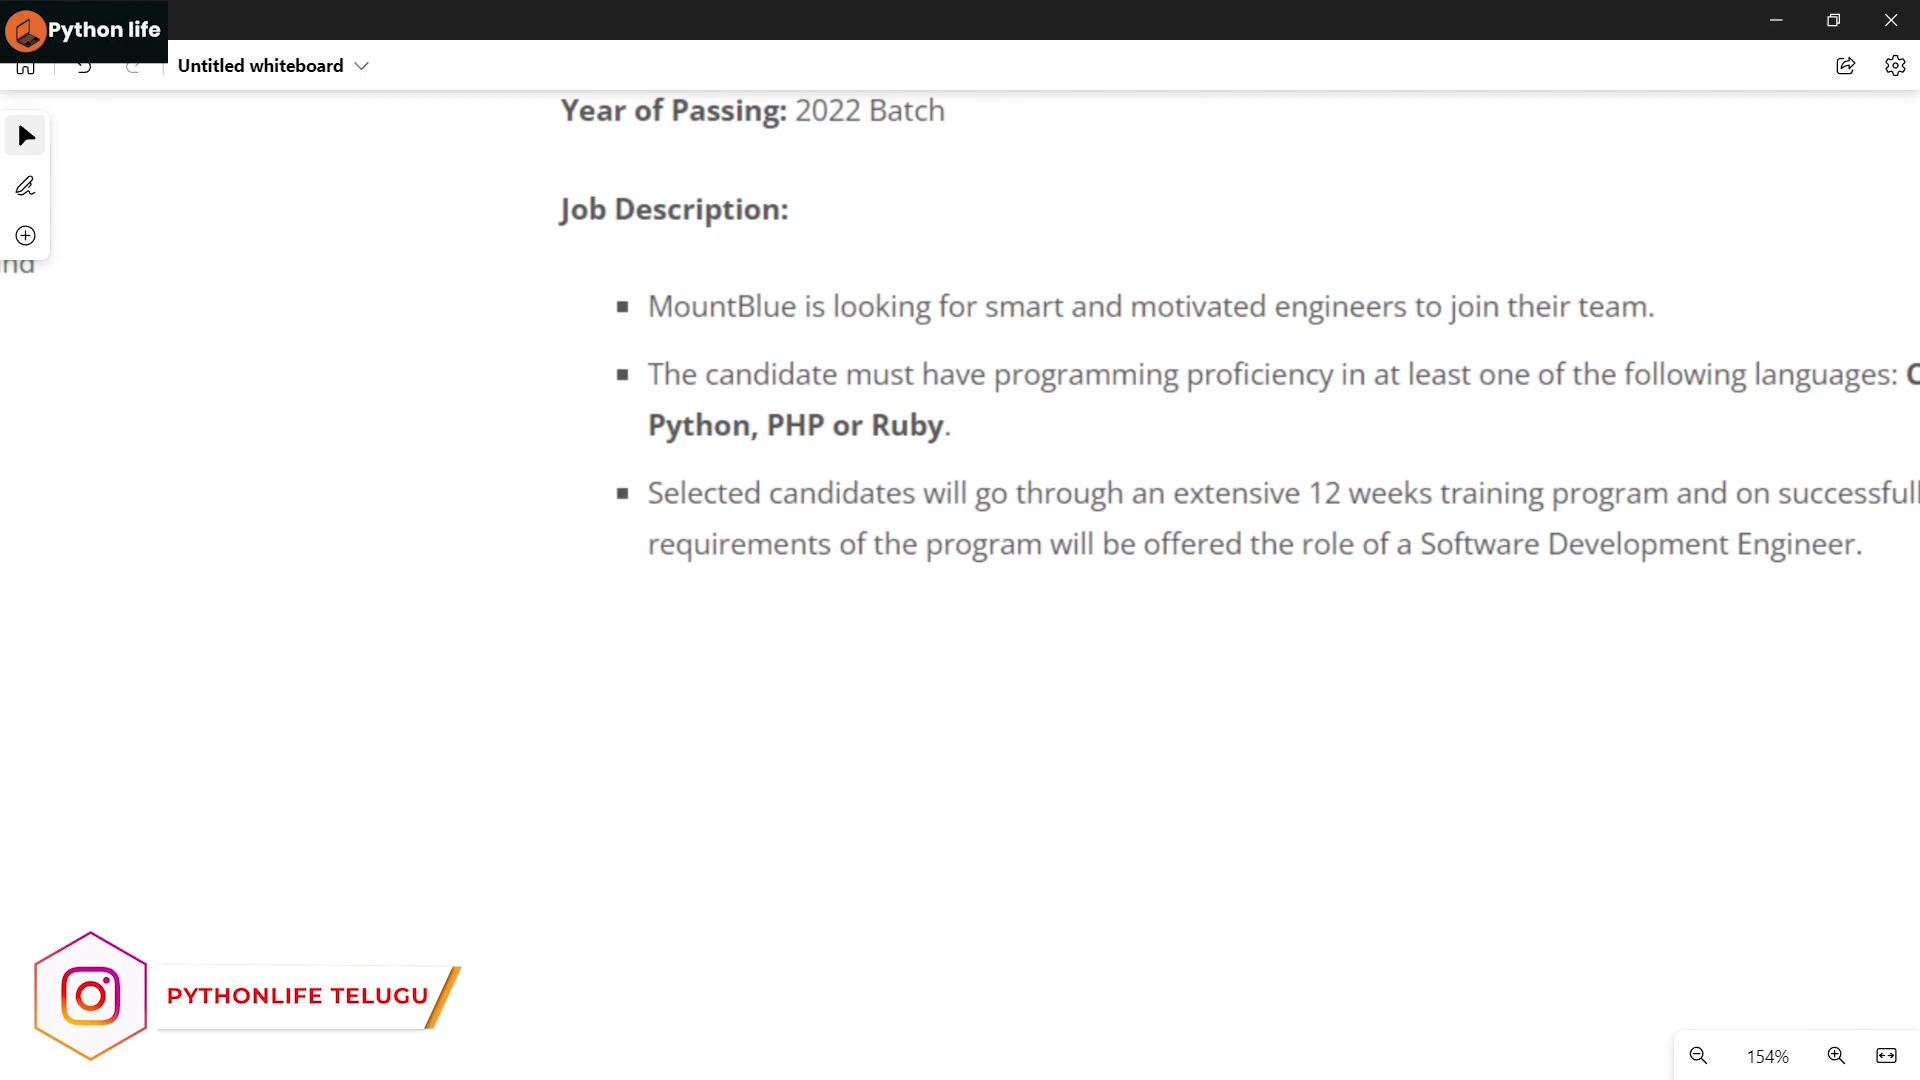 Python life
Untitled whiteboard
Year of Passing: 2022 Batch
Job Description:
MountBlue is looking for smart and motivated engineers to join their team.
The candidate must have programming proficiency in at least one of the following languages:
Python, PHP or Ruby.
Selected candidates will go through an extensive 12 weeks training program and on successfull
requirements of the program will be offered the role of a Software Development Engineer.
PYTHONLIFE TELUGU
154%